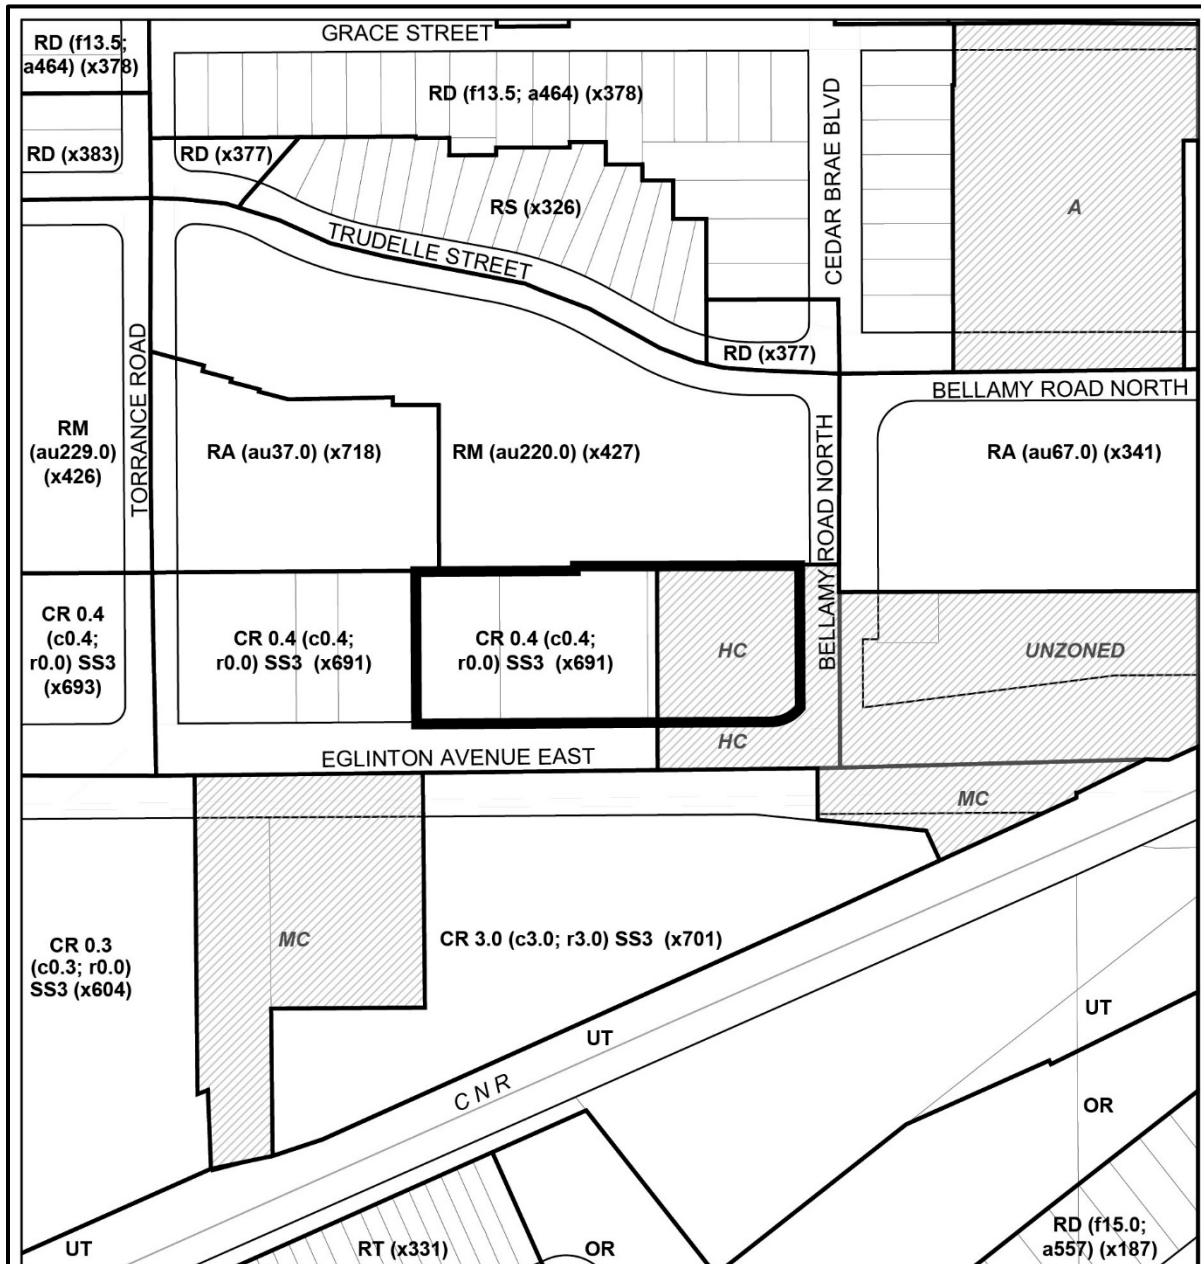 GRACE STREET
RD (f13.5;
a464) (x378)
RD (f13.5; a464) (x378)
CEDAR BRAE BLVD
RD (x383)
RD (x377)
RS (x326)
A
TRUDELLE STREET
RD (x377)
BELLAMY ROAD NORTH
TORRANCE ROAD
RM
(au229.0)
(x426)
RA (au37.0) (x718)
RM (au220.0) (x427)
BELLAMY ROAD NORTH
RA (au67.0) (x341)
CR 0.4
(c0.4;
r0.0) SS3
(x693)
CR 0.4 (c0.4;
r0.0) SS3 (x691)
CR 0.4 (c0.4;
r0.0) SS3 (x691)
HC
UNZONED
HC
EGLINTON AVENUE EAST
MC
CR 0.3
(c0.3; r0.0)
SS3 (x604)
MC
CR 3.0 (c3.0; r3.0) SS3 (x701)
UT
UT
CNR
OR
UT
RT (x331)
OR
RD (f15.0;
a557) (x187)